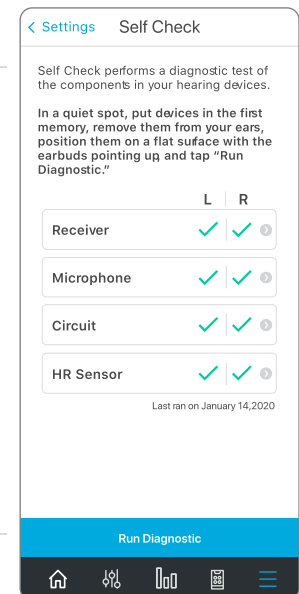 Settings Self Check
Self Check performs a diagnostic test of
the components in your hearing devices.
In a quiet spot, put devices in the first
memory, remove them from your ears,
position them on a flat surface with the
earbuds pointing up, and tap “Run
Diagnostic.”
L R
Receiver
Microphone
Circuit
HR Sensor
Last ran on January 14,2020
Run Diagnostic